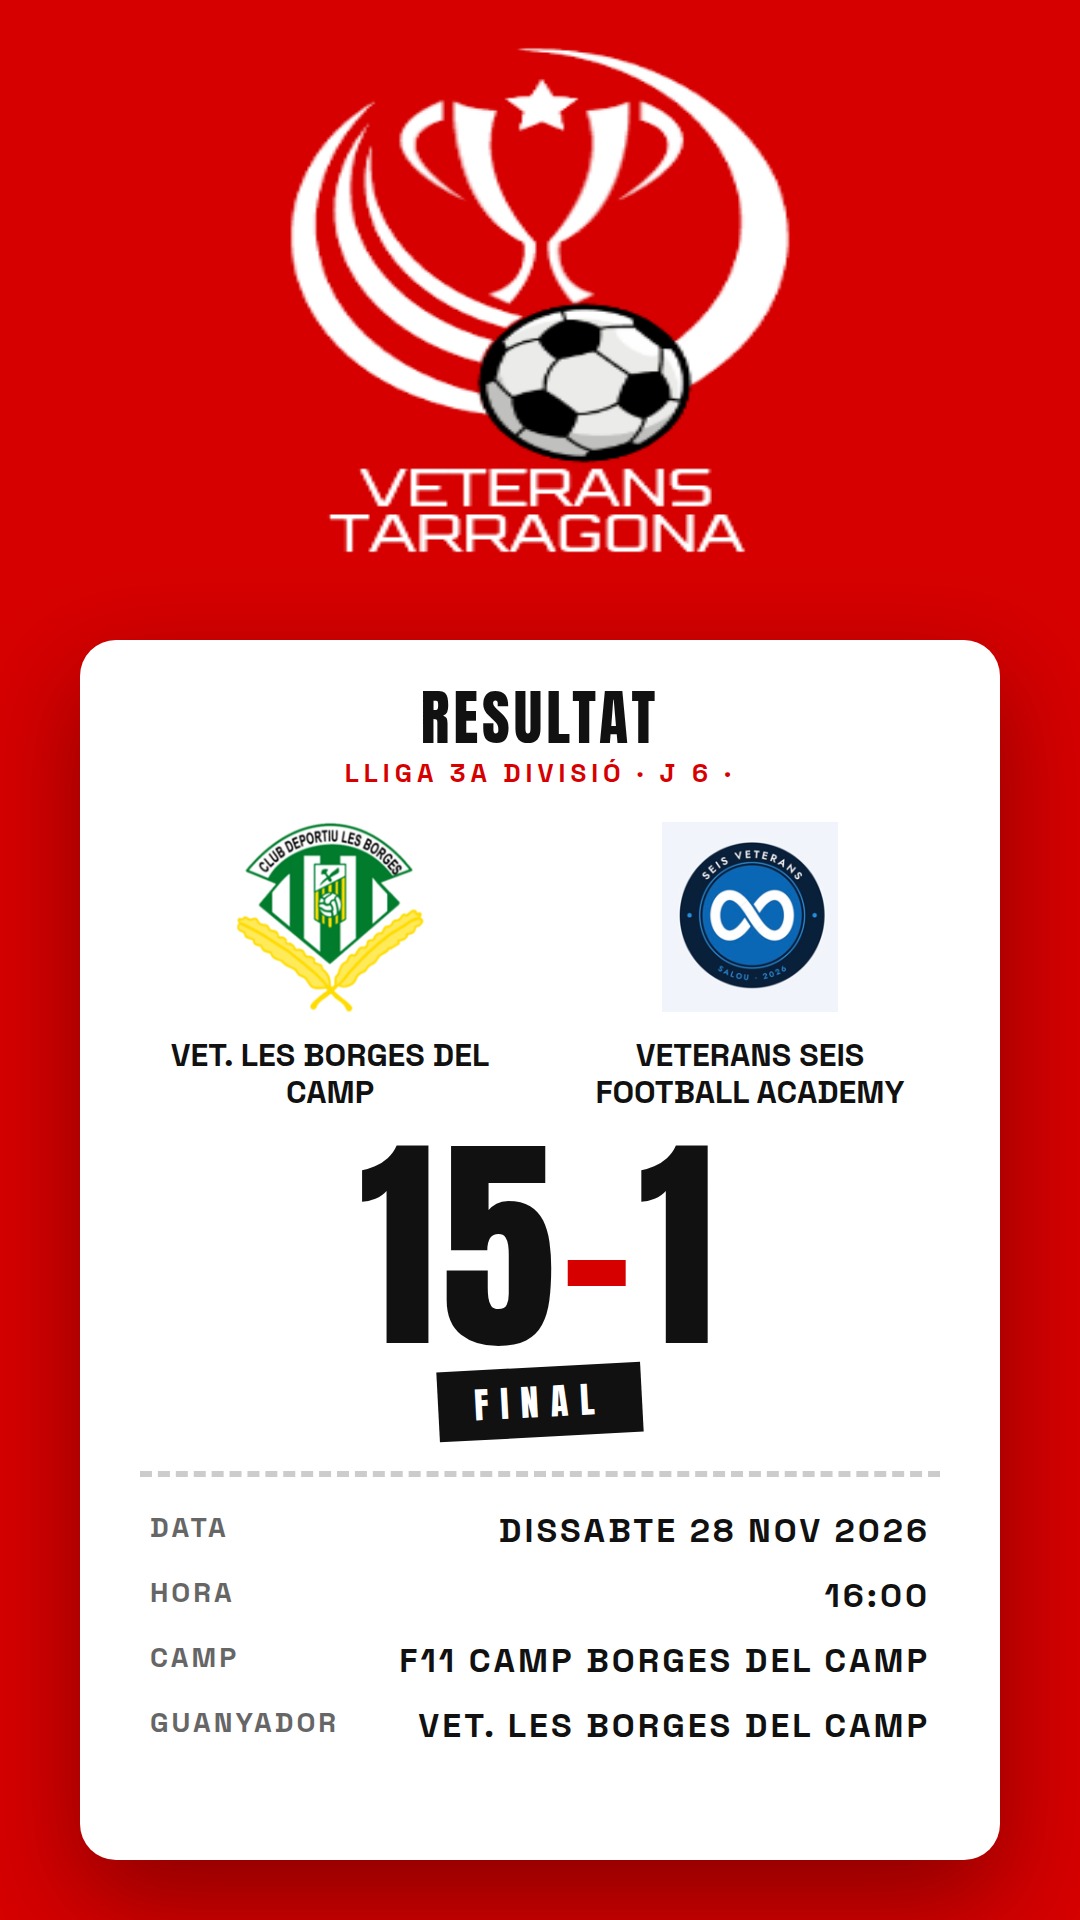 VETERANS
TARRAGONA
RESULTAT
LLIGA 3A DIVISIÓ · J 6 ·
CLUB DEPORTIU LES BORGES
SEIS VETERANS
SALOU · 2026
VET. LES BORGES DEL
CAMP
VETERANS SEIS
FOOTBALL ACADEMY
15-1
FINAL
DATA
DISSABTE 28 NOV 2026
HORA
16:00
CAMP
F11 CAMP BORGES DEL CAMP
GUANYADOR
VET. LES BORGES DEL CAMP